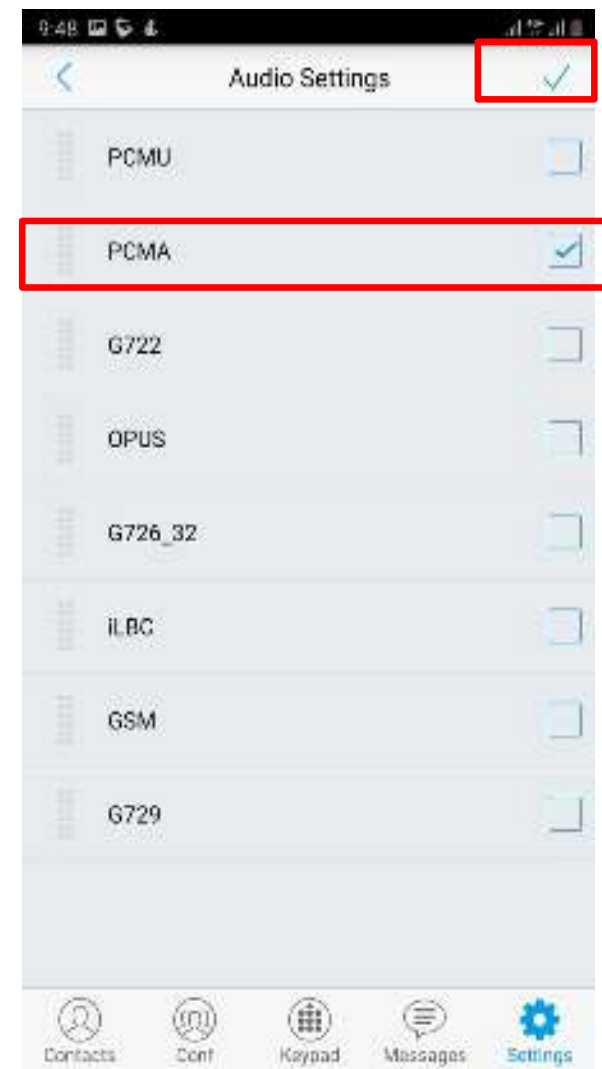 9:48
Audio Settings
PCMU
PCMA
G722
OPUS
G726_32
iLBC
GSM
G729
Contacts Conf Keypad Messages Settings